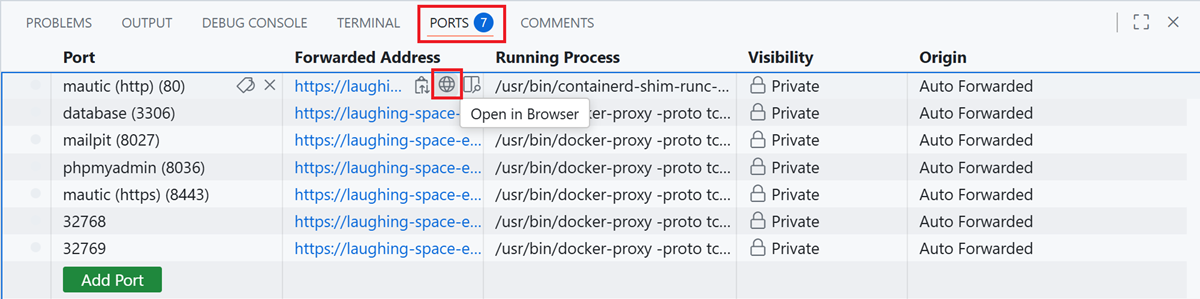 PROBLEMS OUTPUT DEBUG CONSOLE TERMINAL PORTS 7 COMMENTS
Port Forwarded Address Running Process Visibility Origin
mautic (http) (80) https://laughi... /usr/bin/containerd-shim-runc-... Private Auto Forwarded
Open in Browser
database (3306) https://laughing-space- docker-proxy -proto tc... Private Auto Forwarded
mailpit (8027) https://laughing-space-e... /usr/bin/docker-proxy -proto tc... Private Auto Forwarded
phpmyadmin (8036) https://laughing-space-e... /usr/bin/docker-proxy -proto tc... Private Auto Forwarded
mautic (https) (8443) https://laughing-space-e... /usr/bin/docker-proxy -proto tc... Private Auto Forwarded
32768 https://laughing-space-e... /usr/bin/docker-proxy -proto tc... Private Auto Forwarded
32769 https://laughing-space-e... /usr/bin/docker-proxy -proto tc... Private Auto Forwarded
Add Port